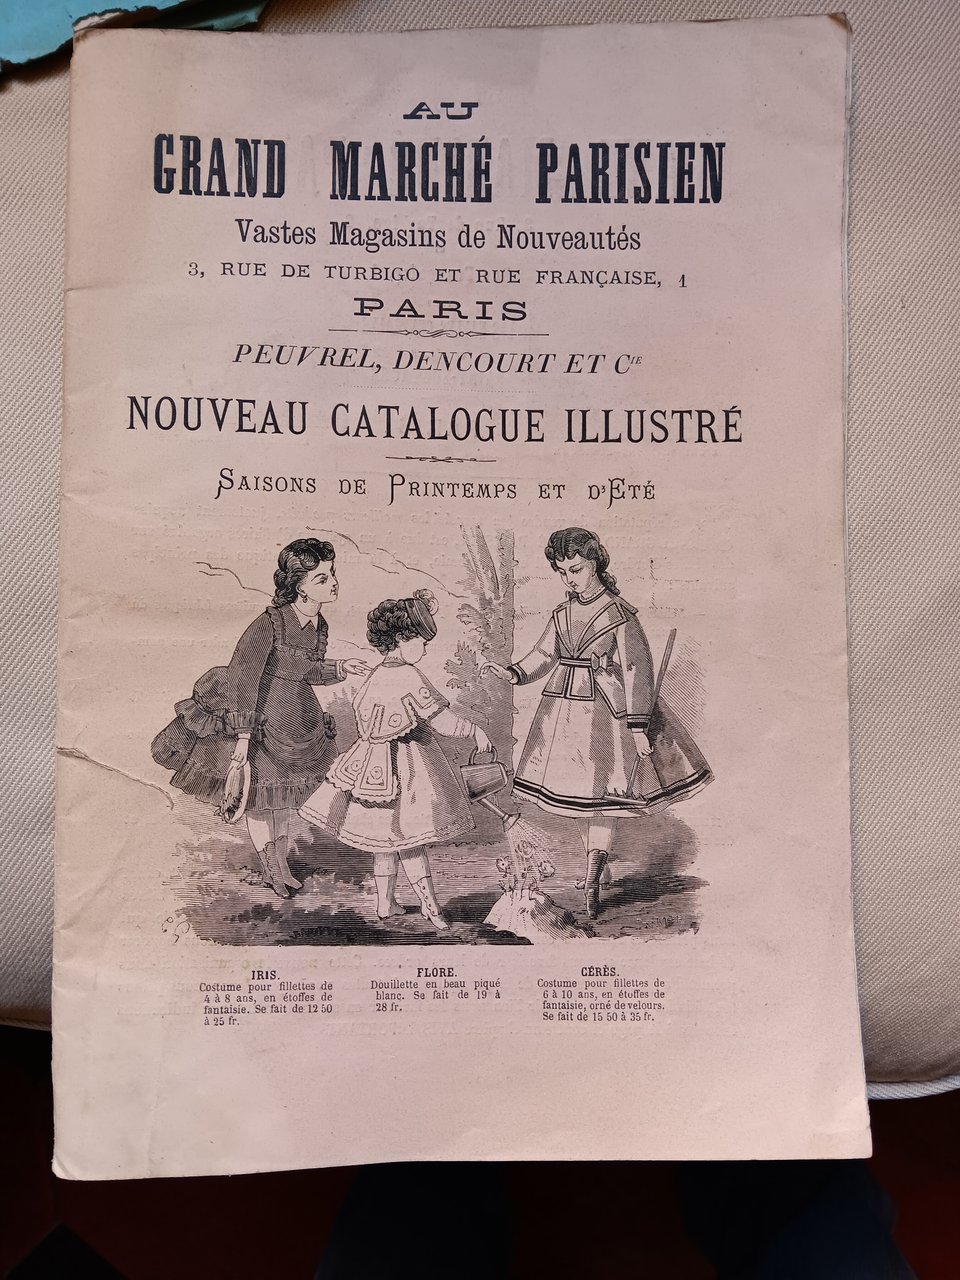 AU
GRAND MARCHÉ PARISIEN
Vastes Magasins de Nouveautés
3, RUE DE TURBIGO ET RUE FRANÇAISE, 1
PARIS
PEUVREL, DENCOURT ET CIE
NOUVEAU CATALOGUE ILLUSTRÉ
SAISONS DE PRINTEMPS ET D'ETÉ
IRIS.
Costume pour fillettes de
4 à 8 ans, en étoffes de
fantaisie. Se fait de 12 50
à 25 fr.
FLORE.
Douillette en beau piqué
blanc. Se fait de 19 à
28 fr.
CÉRÈS.
Costume pour fillettes de
6 à 10 ans, en étoffes de
fantaisie, orné de velours.
Se fait de 15 50 à 35 fr.